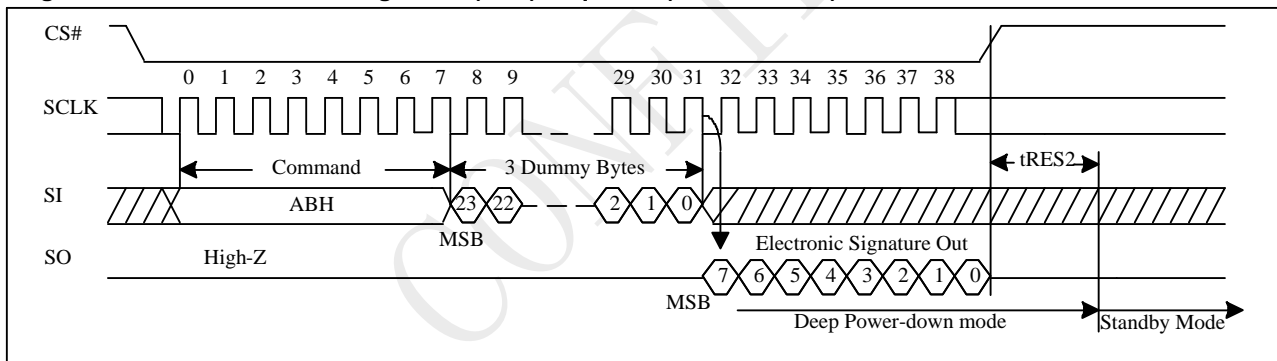 CS#
0 1 2 3 4 5 6 7 8 9 29 30 31 32 33 34 35 36 37 38
SCLK
Command 3 Dummy Bytes tRES2
SI ABH 23 22 2 1 0
MSB
SO High-Z Electronic Signature Out
7 6 5 4 3 2 1 0
MSB
Deep Power-down mode Standby Mode